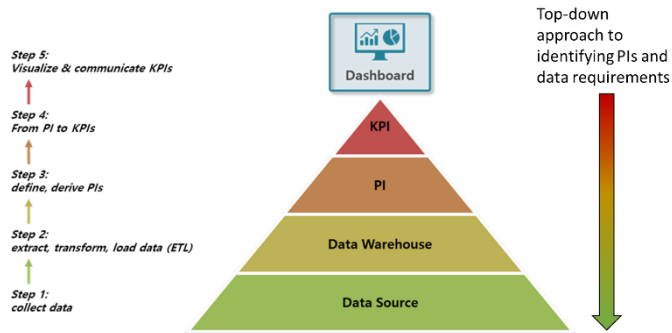 Step 5:
Visualize & communicate KPIs
Step 4:
From PI to KPIs
Step 3:
define, derive PIs
Step 2:
extract, transform, load data (ETL)
Step 1:
collect data
Dashboard
KPI
PI
Data Warehouse
Data Source
Top-down
approach to
identifying PIs and
data requirements